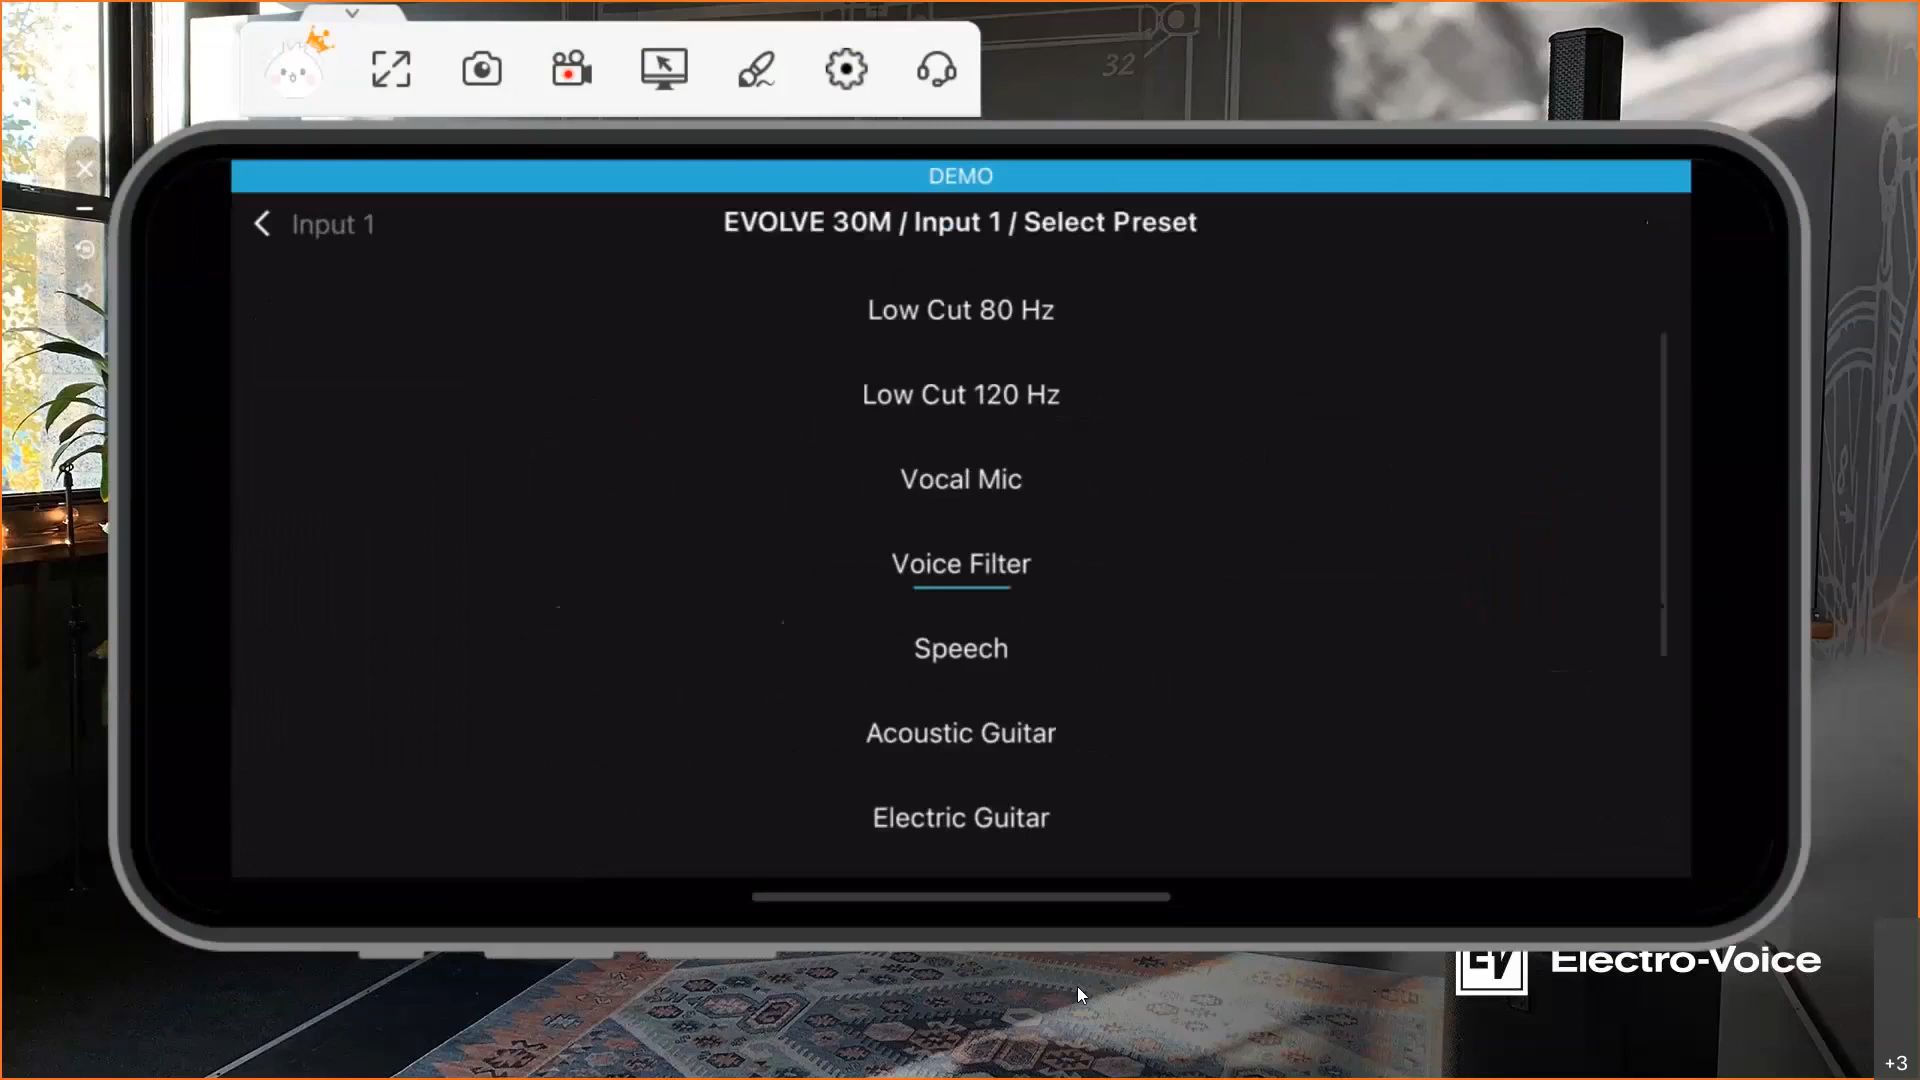 32
DEMO
Input 1
EVOLVE 30M / Input 1 / Select Preset
Low Cut 80 Hz
Low Cut 120 Hz
Vocal Mic
Voice Filter
Speech
Acoustic Guitar
Electric Guitar
EV Electro-Voice
+3